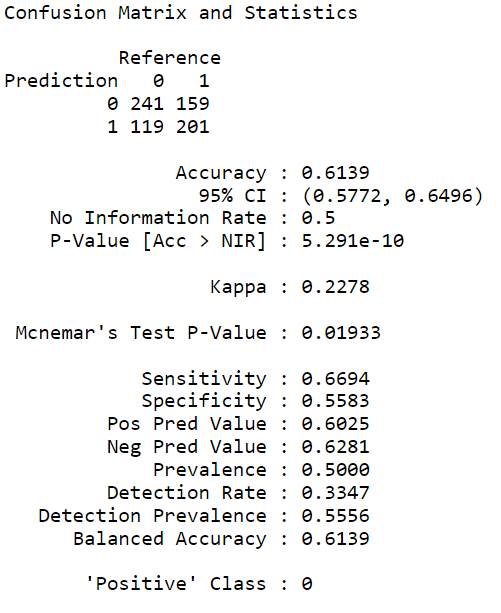 Confusion Matrix and Statistics
Reference
Prediction 0 1
0 241 159
1 119 201
Accuracy : 0.6139
95% CI : (0.5772, 0.6496)
No Information Rate : 0.5
P-Value [Acc > NIR] : 5.291e-10
Kappa : 0.2278
Mcnemar's Test P-Value : 0.01933
Sensitivity : 0.6694
Specificity : 0.5583
Pos Pred Value : 0.6025
Neg Pred Value : 0.6281
Prevalence : 0.5000
Detection Rate : 0.3347
Detection Prevalence : 0.5556
Balanced Accuracy : 0.6139
'Positive' Class : 0